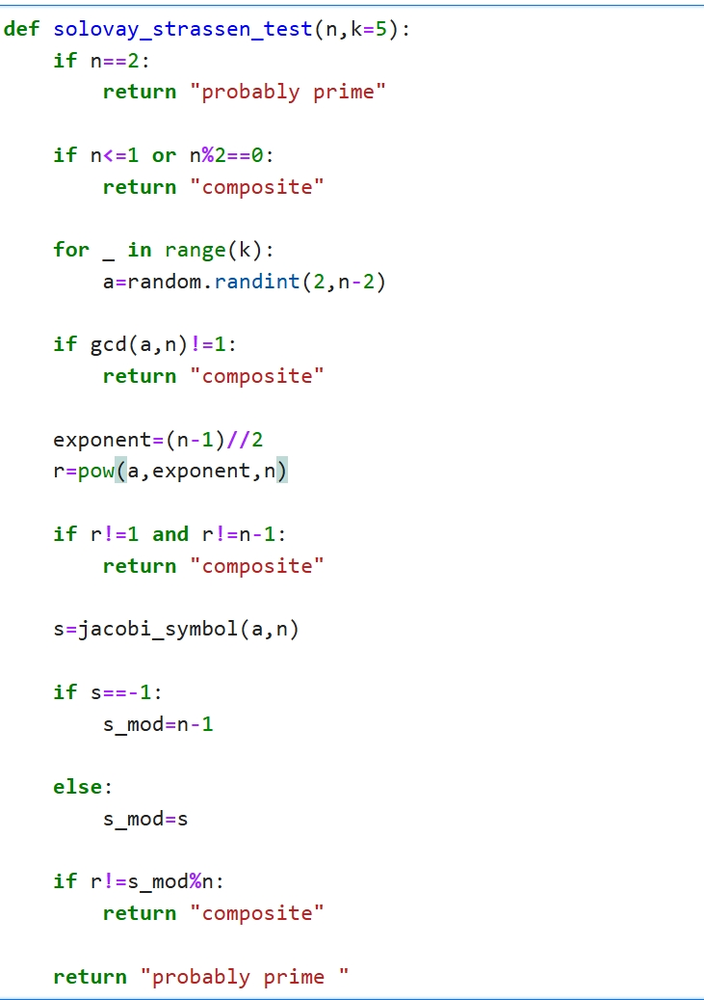 def solovay_strassen_test(n,k=5):
    if n==2:
        return "probably prime"

    if n<=1 or n%2==0:
        return "composite"

    for _ in range(k):
        a=random.randint(2,n-2)

    if gcd(a,n)!=1:
        return "composite"

    exponent=(n-1)//2
    r=pow(a,exponent,n)

    if r!=1 and r!=n-1:
        return "composite"

    s=jacobi_symbol(a,n)

    if s==-1:
        s_mod=n-1

    else:
        s_mod=s

    if r!=s_mod%n:
        return "composite"

    return "probably prime "